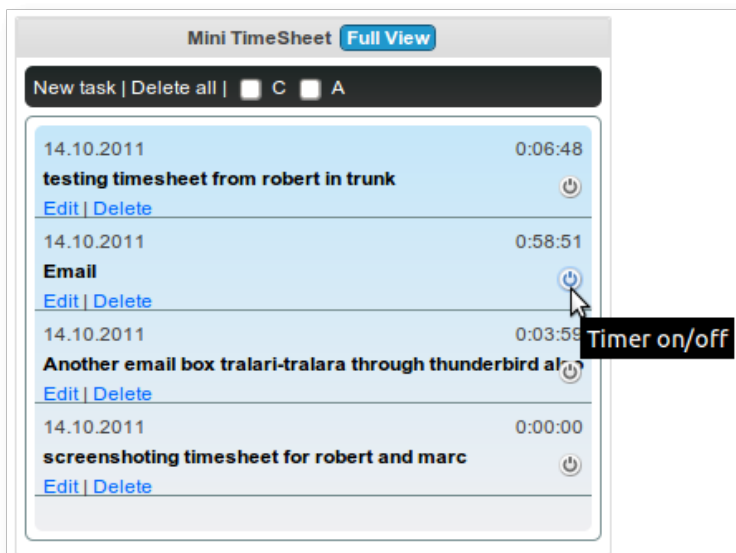 Mini TimeSheet Full View
New task | Delete all | C A
14.10.2011 0:06:48
testing timesheet from robert in trunk
Edit | Delete
14.10.2011 0:58:51
Email
Edit | Delete
Timer on/off
14.10.2011 0:03:59
Another email box tralari-tralara through thunderbird
Edit | Delete
14.10.2011 0:00:00
screenshoting timesheet for robert and marc
Edit | Delete